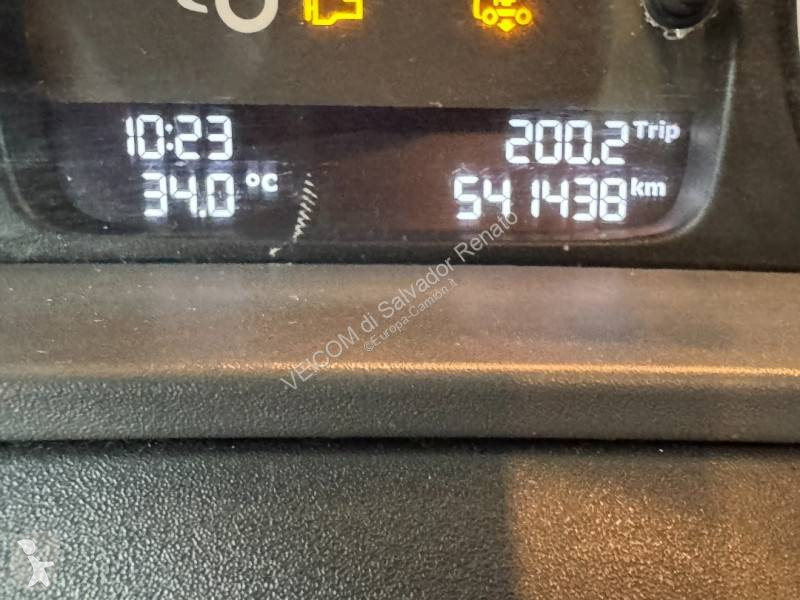 10:23
200.2 Trip
34.0 °C
541438 km
VEICOM di Salvador Renato
©Europa-Camion.it